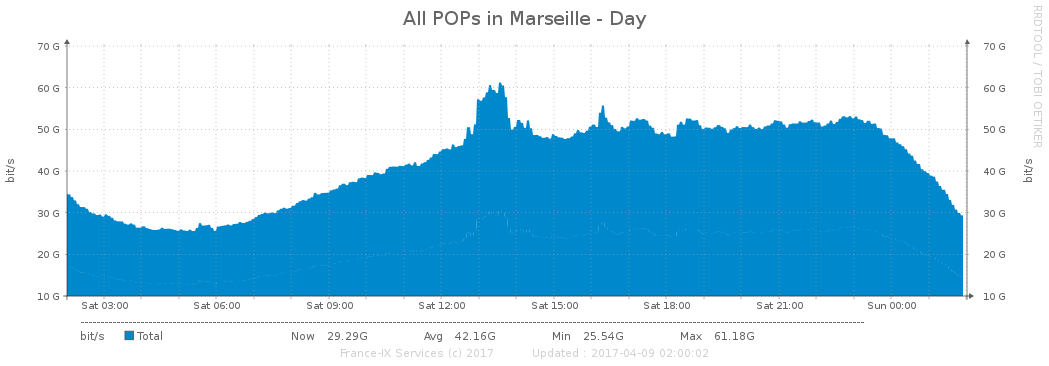 All POPs in Marseille - Day
RRDTOOL / TOBI OETIKER
70 G 70 G
60 G 60 G
50 G 50 G
40 G 40 G
30 G 30 G
20 G 20 G
10 G 10 G
bit/s bit/s
Sat 03:00 Sat 06:00 Sat 09:00 Sat 12:00 Sat 15:00 Sat 18:00 Sat 21:00 Sun 00:00
bit/s Total Now 29.29G Avg 42.16G Min 25.54G Max 61.18G
France-IX Services (c) 2017 Updated : 2017-04-09 02:00:02